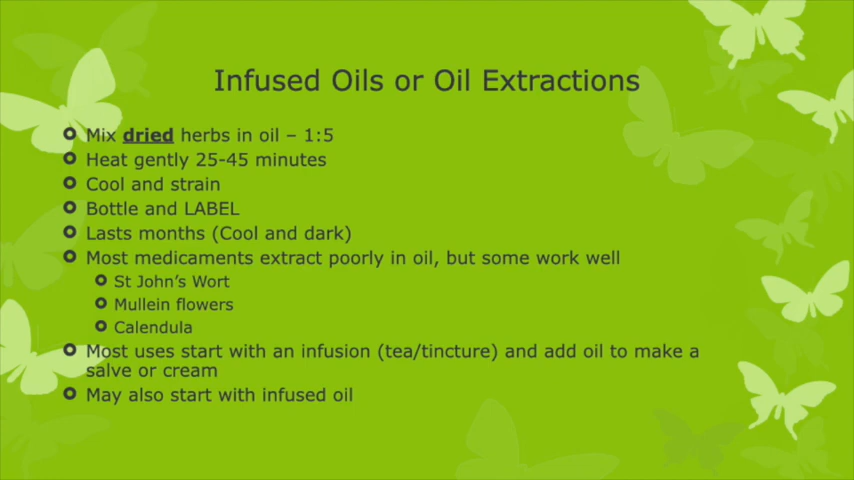 Infused Oils or Oil Extractions
Mix dried herbs in oil – 1:5
Heat gently 25-45 minutes
Cool and strain
Bottle and LABEL
Lasts months (Cool and dark)
Most medicaments extract poorly in oil, but some work well
St John's Wort
Mullein flowers
Calendula
Most uses start with an infusion (tea/tincture) and add oil to make a
salve or cream
May also start with infused oil